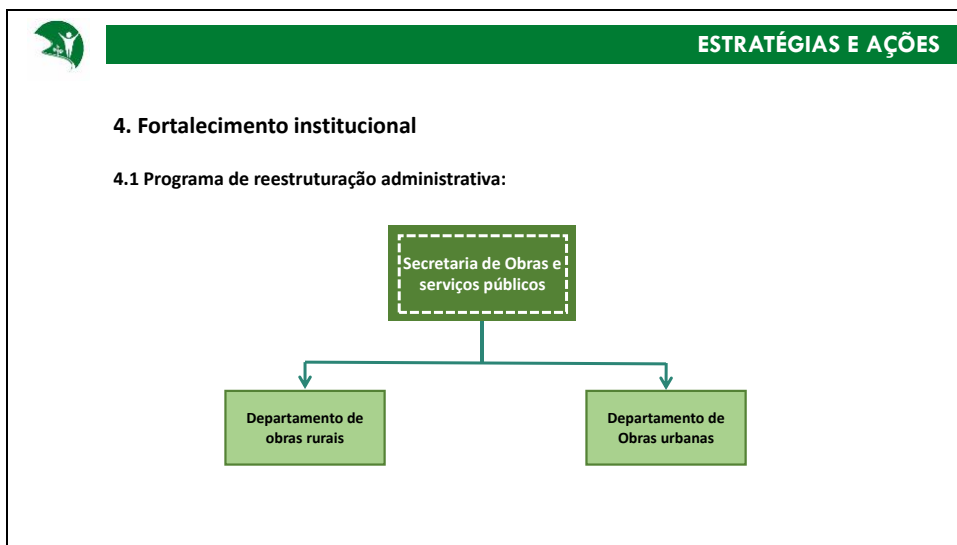 ESTRATÉGIAS E AÇÕES
4. Fortalecimento institucional
4.1 Programa de reestruturação administrativa:
Secretaria de Obras e
serviços públicos
Departamento de
obras rurais
Departamento de
Obras urbanas